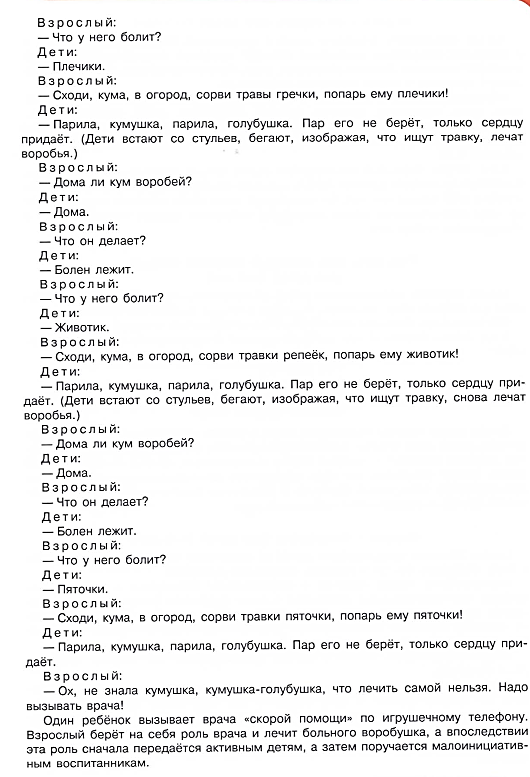 Взрослый:
— Что у него болит?
Дети:
— Плечики.
Взрослый:
— Сходи, кума, в огород, сорви травы гречки, попарь ему плечики!
Дети:
— Парила, кумушка, парила, голубушка. Пар его не берёт, только сердцу
придаёт. (Дети встают со стульев, бегают, изображая, что ищут травку, лечат
воробья.)
Взрослый:
— Дома ли кум воробей?
Дети:
— Дома.
Взрослый:
— Что он делает?
Дети:
— Болен лежит.
Взрослый:
— Что у него болит?
Дети:
— Животик.
Взрослый:
— Сходи, кума, в огород, сорви травки репеёк, попарь ему животик!
Дети:
— Парила, кумушка, парила, голубушка. Пар его не берёт, только сердцу при-
даёт. (Дети встают со стульев, бегают, изображая, что ищут травку, снова лечат
воробья.)
Взрослый:
— Дома ли кум воробей?
Дети:
— Дома.
Взрослый:
— Что он делает?
Дети:
— Болен лежит.
Взрослый:
— Что у него болит?
Дети:
— Пяточки.
Взрослый:
— Сходи, кума, в огород, сорви травки пяточки, попарь ему пяточки!
Дети:
— Парила, кумушка, парила, голубушка. Пар его не берёт, только сердцу при-
даёт.
Взрослый:
— Ох, не знала кумушка, кумушка-голубушка, что лечить самой нельзя. Надо
вызывать врача!
Один ребёнок вызывает врача «скорой помощи» по игрушечному телефону.
Взрослый берёт на себя роль врача и лечит больного воробушка, а впоследствии
эта роль сначала передаётся активным детям, а затем поручается малоинициатив-
ным воспитанникам.